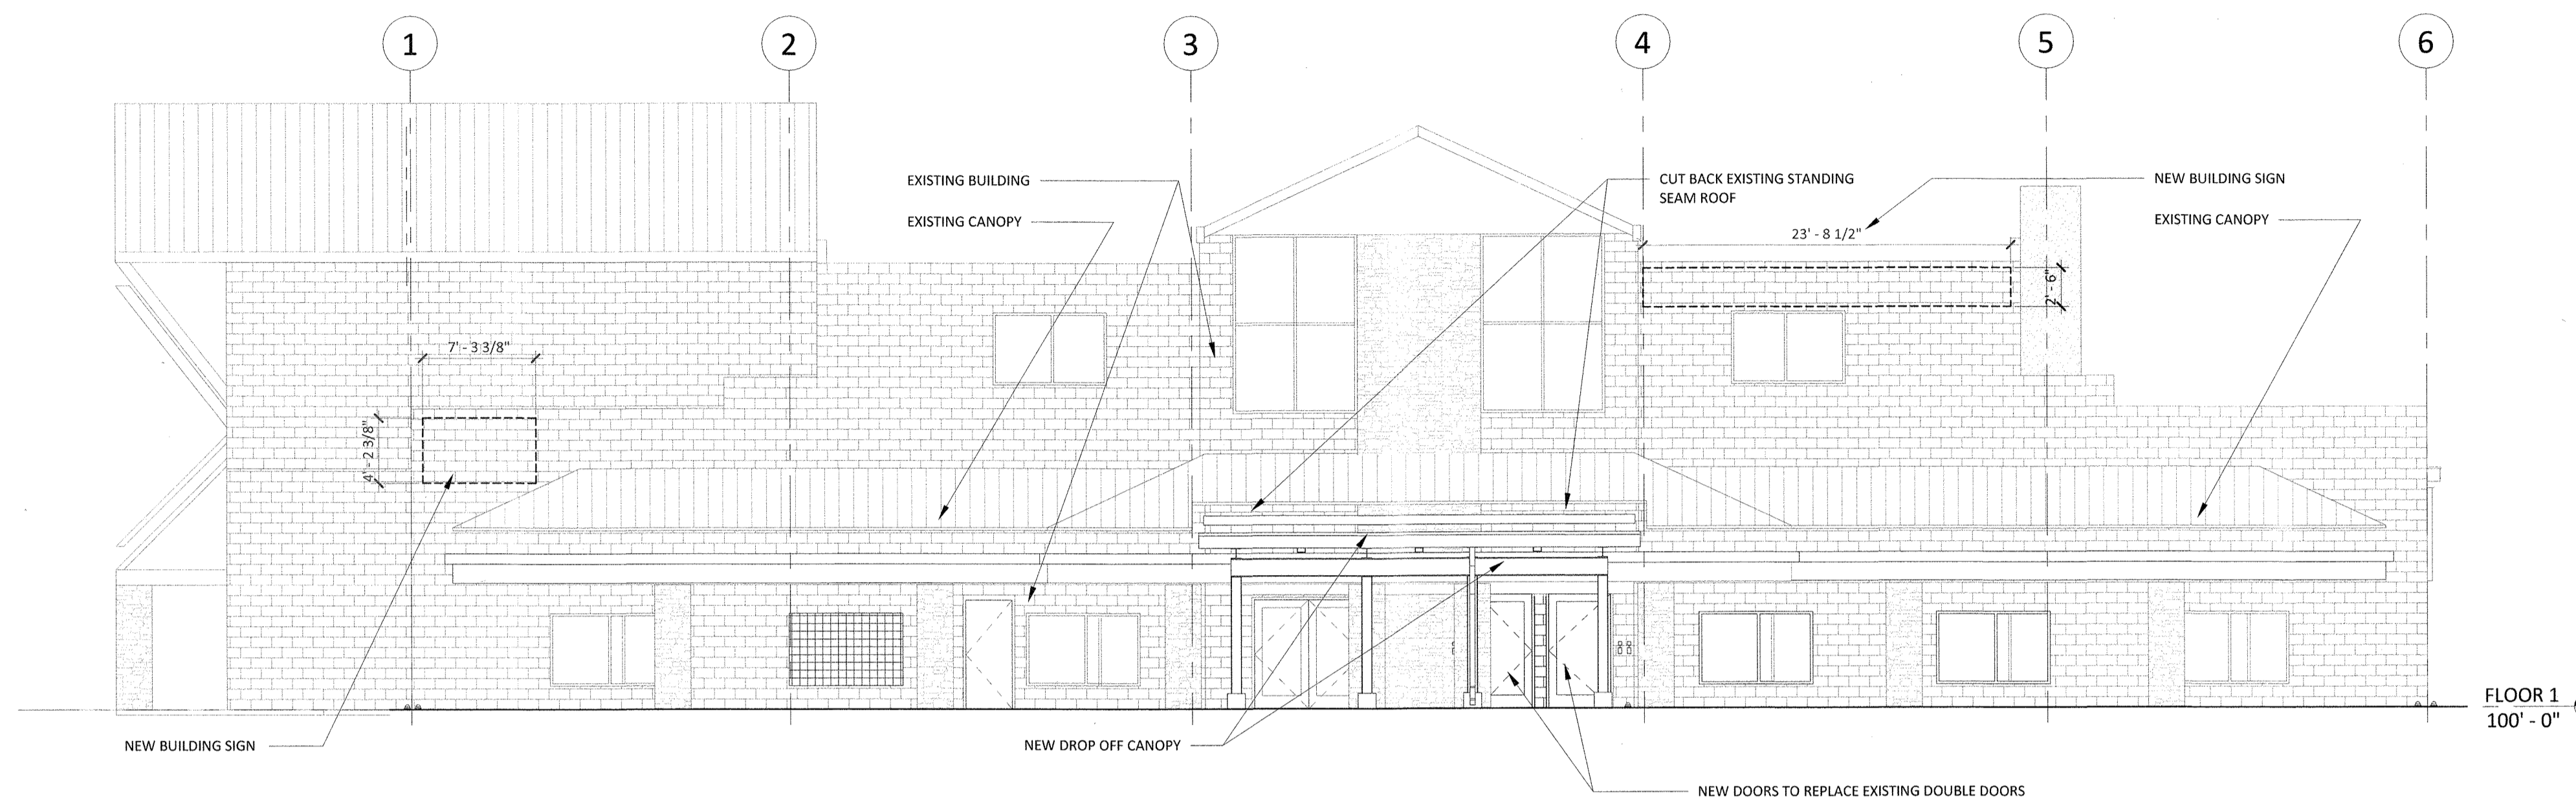 1
2
3
4
5
6
EXISTING BUILDING
CUT BACK EXISTING STANDING
SEAM ROOF
NEW BUILDING SIGN
EXISTING CANOPY
EXISTING CANOPY
23' - 8 1/2"
2' - 6"
7' - 3 3/8"
4' - 2 3/8"
FLOOR 1
100' - 0"
NEW BUILDING SIGN
NEW DROP OFF CANOPY
NEW DOORS TO REPLACE EXISTING DOUBLE DOORS